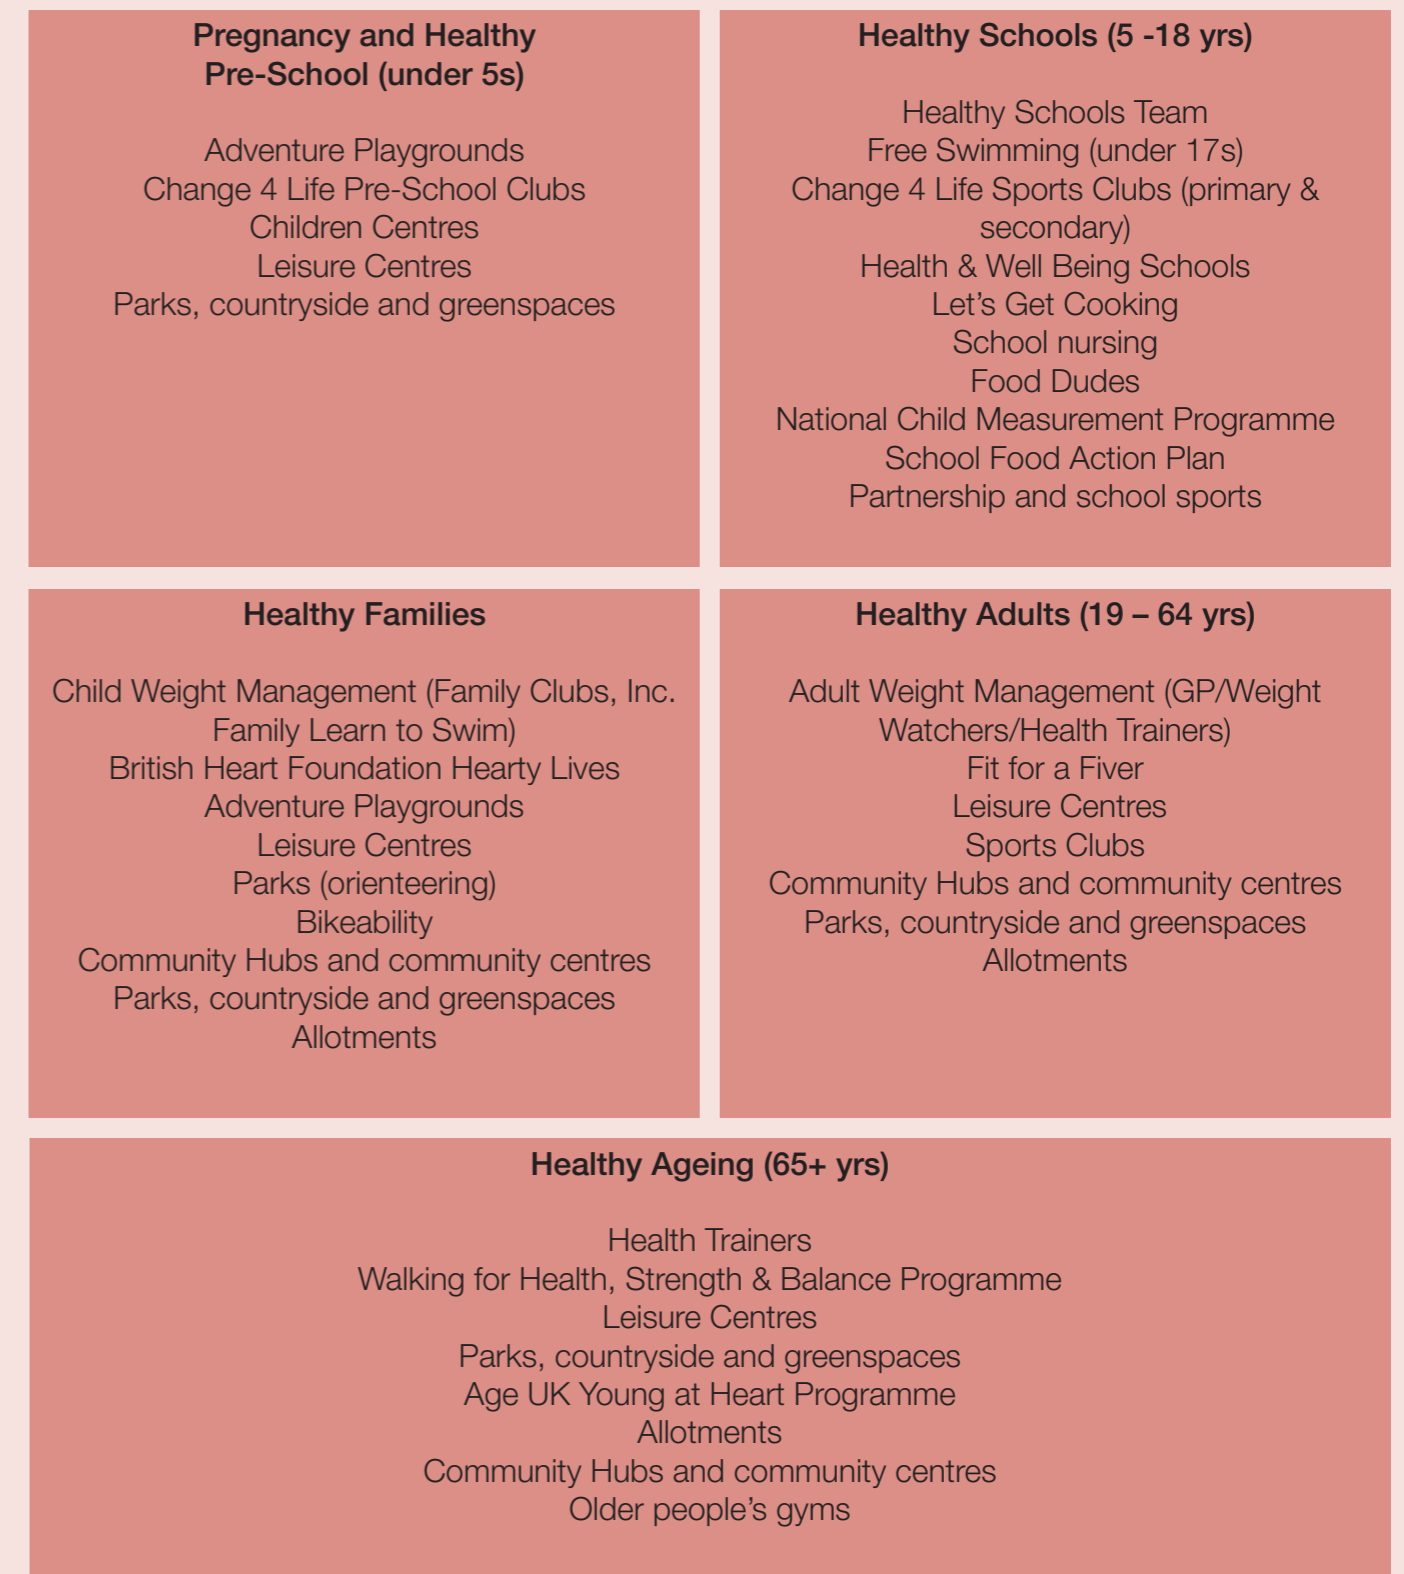 Pregnancy and Healthy
Pre-School (under 5s)
Adventure Playgrounds
Change 4 Life Pre-School Clubs
Children Centres
Leisure Centres
Parks, countryside and greenspaces
Healthy Schools (5 -18 yrs)
Healthy Schools Team
Free Swimming (under 17s)
Change 4 Life Sports Clubs (primary &
secondary)
Health & Well Being Schools
Let’s Get Cooking
School nursing
Food Dudes
National Child Measurement Programme
School Food Action Plan
Partnership and school sports
Healthy Families
Child Weight Management (Family Clubs, Inc.
Family Learn to Swim)
British Heart Foundation Hearty Lives
Adventure Playgrounds
Leisure Centres
Parks (orienteering)
Bikeability
Community Hubs and community centres
Parks, countryside and greenspaces
Allotments
Healthy Adults (19 – 64 yrs)
Adult Weight Management (GP/Weight
Watchers/Health Trainers)
Fit for a Fiver
Leisure Centres
Sports Clubs
Community Hubs and community centres
Parks, countryside and greenspaces
Allotments
Healthy Ageing (65+ yrs)
Health Trainers
Walking for Health, Strength & Balance Programme
Leisure Centres
Parks, countryside and greenspaces
Age UK Young at Heart Programme
Allotments
Community Hubs and community centres
Older people’s gyms